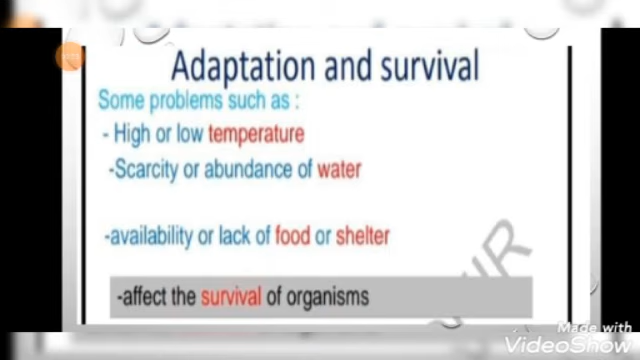 Adaptation and survival
Some problems such as :
- High or low temperature
-Scarcity or abundance of water
-availability or lack of food or shelter
-affect the survival of organisms
Made with
VideoShow